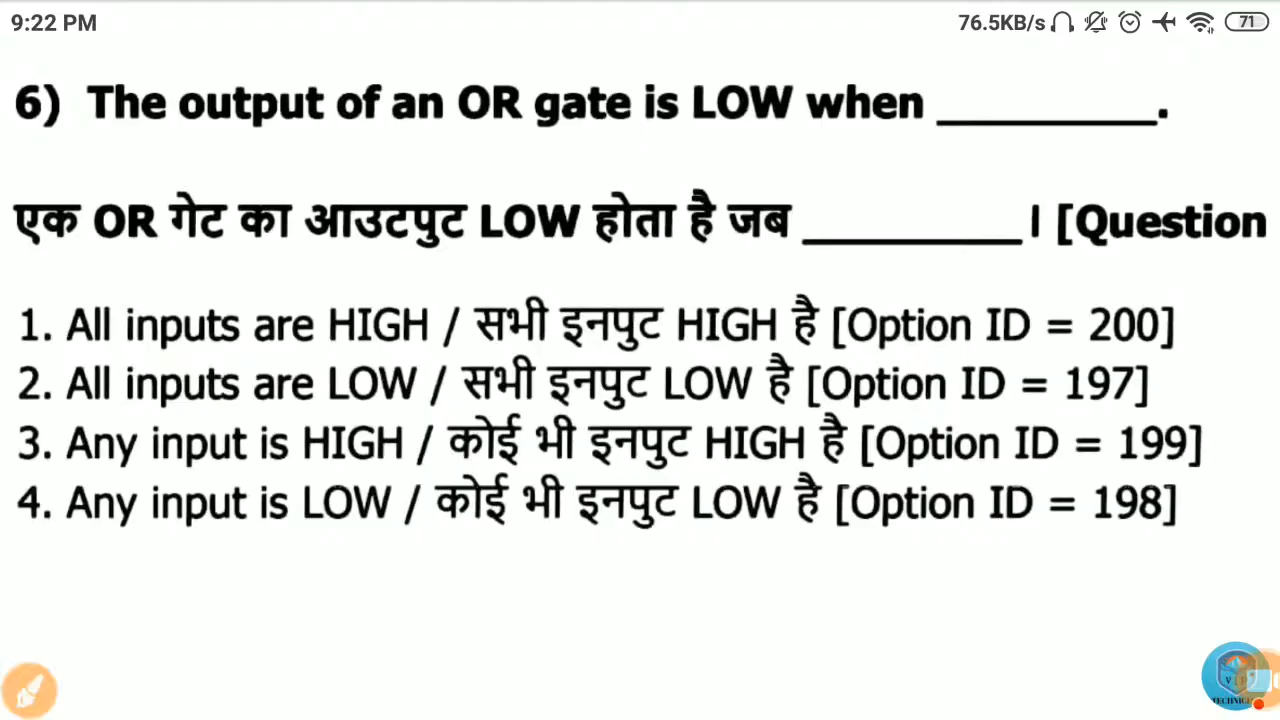 9:22 PM 76.5KB/s 71
6) The output of an OR gate is LOW when __________.
एक OR गेट का आउटपुट LOW होता है जब __________। [Question
1. All inputs are HIGH / सभी इनपुट HIGH है [Option ID = 200]
2. All inputs are LOW / सभी इनपुट LOW है [Option ID = 197]
3. Any input is HIGH / कोई भी इनपुट HIGH है [Option ID = 199]
4. Any input is LOW / कोई भी इनपुट LOW है [Option ID = 198]